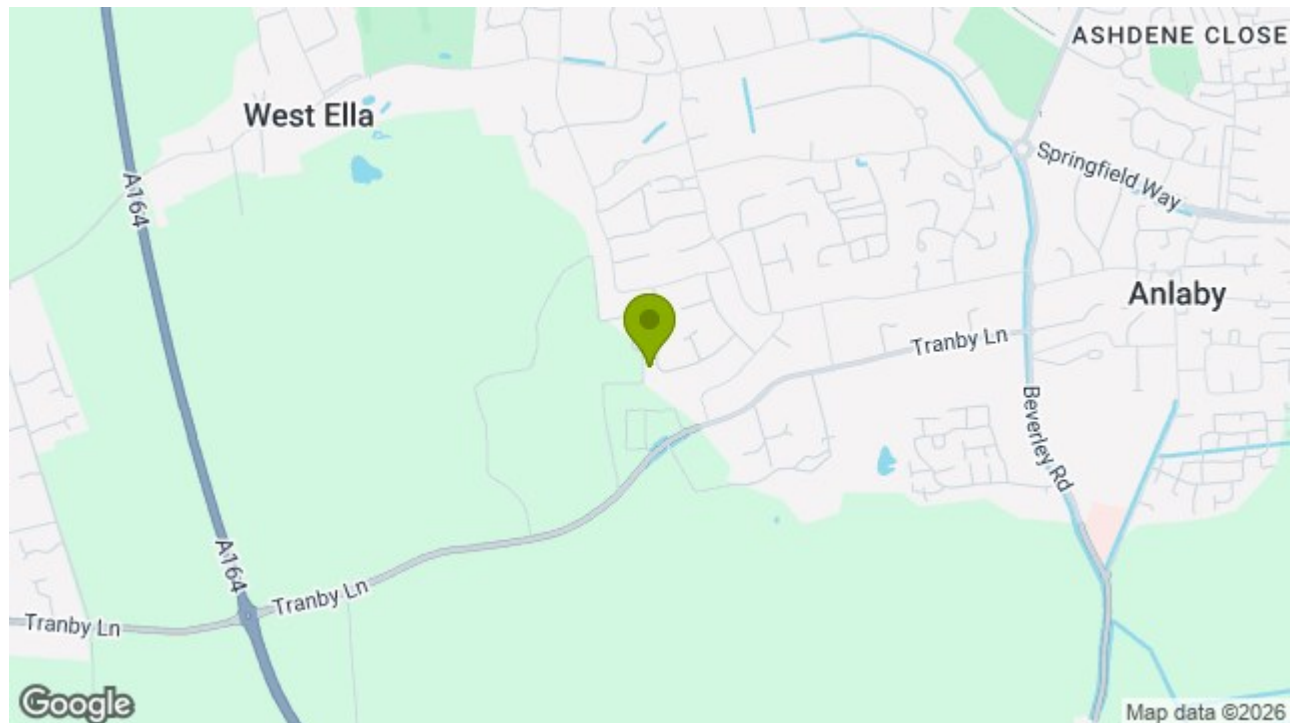 ASHDENE CLOSE
West Ella
Springfield Way
A164
Anlaby
Tranby Ln
Beverley Rd
A164
Tranby Ln
Tranby Ln
Google
Map data ©2026